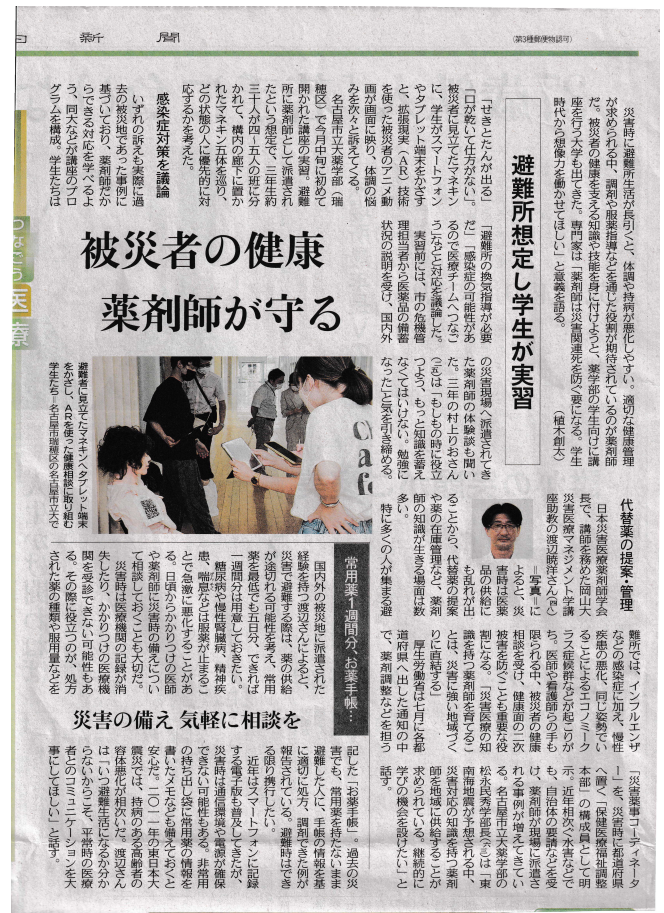 日新聞
(第3種郵便物認可)
災害時に避難所生活が長引くと、体調や持病が悪化しやすい。適切な健康管理
が求められる中、調剤や服薬指導などを通じた役割が期待されているのが薬剤師
だ。被災者の健康を支える知識や技能を身に付けようと、薬学部の学生向けに講
座を行う大学も出てきた。専門家は「薬剤師は災害関連死を防ぐ要になる。学生
時代から想像力を働かせてほしい」と意義を語る。
(植木創太)
避難所想定し学生が実習
被災者の健康
薬剤師が守る
つなごう医療
「せきとたんが出る」
「口が乾いて仕方がない」。
被災者に見立てたマネキン
に、学生がスマートフォン
やタブレット端末をかざす
と、拡張現実(AR)技術
を使った被災者のアニメ動
画が画面に映り、体調の悩
みを次々と訴えてくる。
名古屋市立大薬学部(瑞
穂区)で今月中旬に初めて
開かれた講座の実習。避難
所に薬剤師として派遣され
たという想定で、三年生約
三十人が四~五人の班に分
かれて、構内の廊下に置か
れたマネキン五体を巡り、
どの状態の人に優先的に対
応するかを考えた。
感染症対策を議論
いずれの訴えも実際に過
去の被災地であった事例に
基づいており、薬剤師だか
らできる対応を学べるよ
う、同大などが講座のプロ
グラムを構成。学生たちは
「避難所の換気指導が必要
だ」「感染症の可能性があ
るので医療チームへつなご
う」などと対応を議論した。
実習前には、市の危機管
理担当者から医薬品の備蓄
状況の説明を受け、国内外
の災害現場へ派遣されてき
た薬剤師の体験談も聞い
た。三年の村上りおさん
(二〇)は「もしもの時に役立
つよう、もっと知識を蓄え
なくてはいけない。勉強に
なった」と気を引き締める。
避難者に見立てたマネキンへタブレット端末
をかざし、ARを使った健康相談に取り組む
学生たち=名古屋市瑞穂区の名古屋市立大で
代替薬の提案・管理
日本災害医療薬剤師学会
長で、講師を務めた岡山大
災害医療マネジメント学講
座助教の渡辺暁洋さん(四八)
=写真=に
よると、災
害時は医薬
品の供給に
も乱れが出
ることから、代替薬の提案
や薬の在庫管理など、薬剤
師の知識が生きる場面は数
多い。
特に多くの人が集まる避
難所では、インフルエンザ
などの感染症に加え、慢性
疾患の悪化、同じ姿勢でい
ることによるエコノミーク
ラス症候群などが起こりが
ち。医師や看護師らの手も
限られる中、被災者の健康
相談を受け、健康面の二次
被害を防ぐことも重要な役
割になる。「災害医療の知
識を持つ薬剤師を育てるこ
とは、災害に強い地域づく
りに直結する」
厚生労働省は七月に各都
道府県へ出した通知の中
で、薬剤調整などを担う
「災害薬事コーディネータ
ー」を、災害時に都道府県
へ置く「保健医療福祉調整
本部」の構成員として明
示。近年相次ぐ水害などで
も、自治体の要請などを受
け、薬剤師が現場に派遣さ
れる事例が増えてきてい
る。名古屋市立大薬学部の
松永民秀学部長は「東
南海地震が予想される中、
災害対応の知識を持つ薬剤
師を地域に供給することが
求められている。継続的に
学びの機会を設けたい」と
話す。
常用薬1週間分、お薬手帳…
災害の備え 気軽に相談を
国内外の被災地に派遣された
経験を持つ渡辺さんによると、
災害で避難する際は、薬の供給
が途切れる可能性を考え、常用
薬を最低でも五日分、できれば
一週間分は用意しておきたい。
糖尿病や慢性腎臓病、精神疾
患、喘息などは服薬が止まるこ
とで急激に悪化することがあ
る。日頃からかかりつけの医師
や薬剤師に災害時の備えについ
て相談しておくことも大切だ。
災害時は医療機関の記録が消
失したり、かかりつけの医療機
関を受診できない可能性もあ
る。その際に役立つのが、処方
された薬の種類や服用量などを
記した「お薬手帳」。過去の災
害でも、常用薬を持たないまま
避難した人に、手帳の情報を基
に適切に処方、調剤できた例が
報告されている。避難時はでき
る限り携行したい。
近年はスマートフォンに記録
する電子版も普及してきたが、
災害時は通信環境や電源が確保
できない可能性もある。非常用
の持ち出し袋に常用薬の情報を
書いたメモなども備えておくと
安心だ。二〇一一年の東日本大
震災では、持病のある高齢者の
容体悪化が相次いだ。渡辺さん
は「いつ避難生活になるか分か
らないからこそ、平常時の医療
者とのコミュニケーションを大
事にしてほしい」と話す。